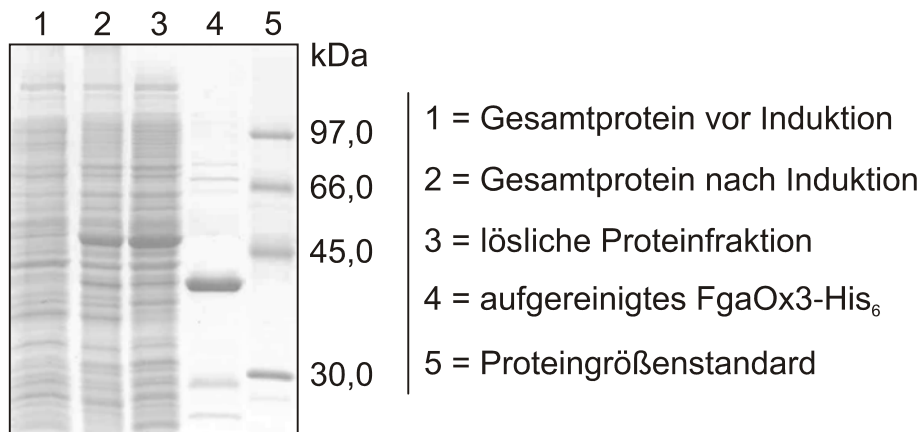 1 2 3 4 5
kDa
97,0
66,0
45,0
30,0
1 = Gesamtprotein vor Induktion
2 = Gesamtprotein nach Induktion
3 = lösliche Proteinfraktion
4 = aufgereinigtes FgaOx3-His₆
5 = Proteingrößenstandard